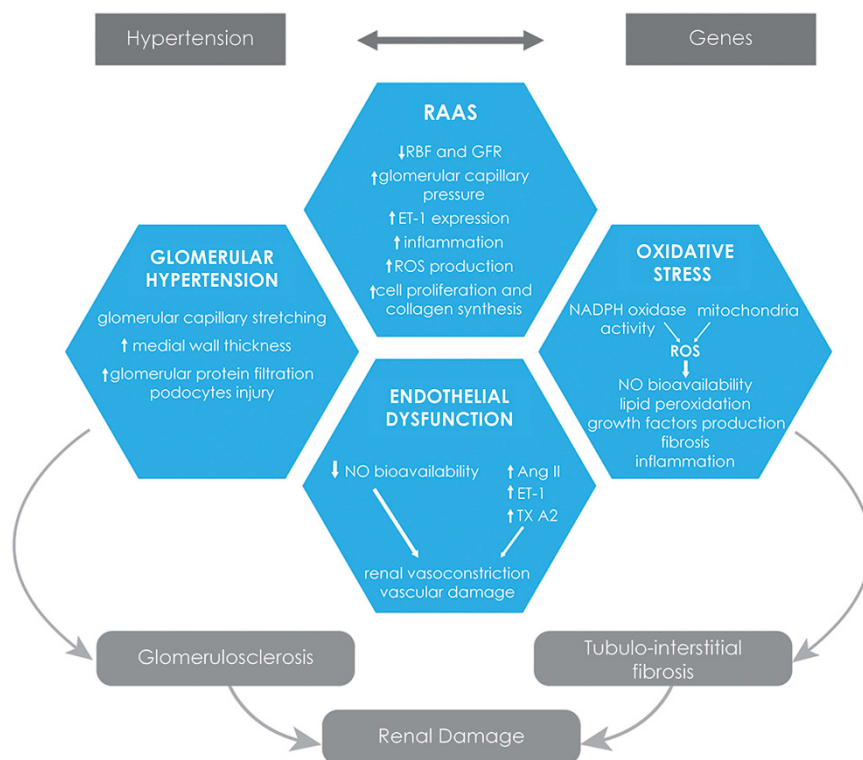 Hypertension
Genes
RAAS
↓RBF and GFR
↑glomerular capillary
pressure
↑ET-1 expression
↑inflammation
↑ROS production
↑cell proliferation and
collagen synthesis
GLOMERULAR
HYPERTENSION
glomerular capillary stretching
↑ medial wall thickness
↑glomerular protein filtration
podocytes injury
OXIDATIVE
STRESS
NADPH oxidase
activity
mitochondria
ROS
NO bioavailability
lipid peroxidation
growth factors production
fibrosis
inflammation
ENDOTHELIAL
DYSFUNCTION
↓ NO bioavailability
↑ Ang II
↑ ET-1
↑ TX A2
renal vasoconstriction
vascular damage
Glomerulosclerosis
Tubulo-interstitial
fibrosis
Renal Damage